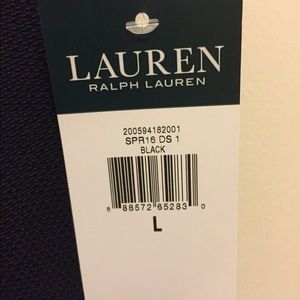 LAUREN
RALPH LAUREN
200594182001
SPR16 DS 1
BLACK
8 88572 65283 0
L